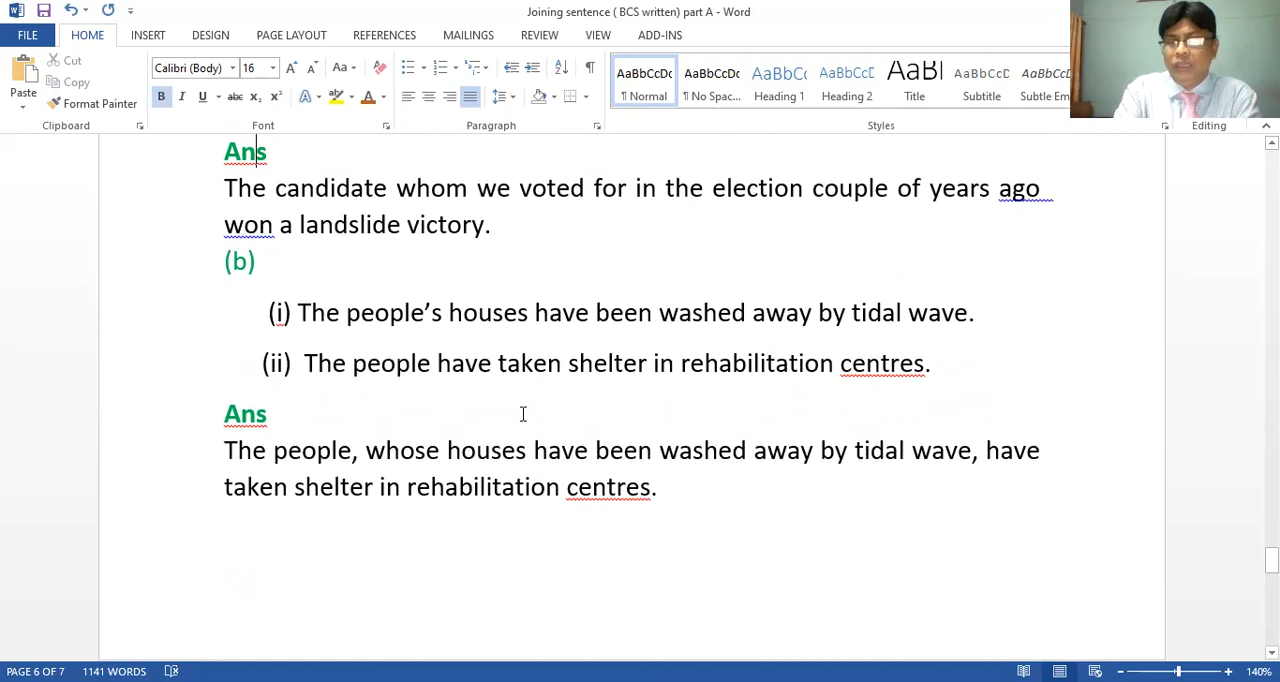 Joining sentence ( BCS written) part A - Word
FILE HOME INSERT DESIGN PAGE LAYOUT REFERENCES MAILINGS REVIEW VIEW ADD-INS
Cut
Calibri (Body) 16 Aa
AaBbCcDc AaBbCcDc AaBbCc AaBbCcD AaBl AaBbCcD AaBbCcD
Copy
Paste
Format Painter
B I U abc X₂ X² A A
¶ Normal ¶ No Spac... Heading 1 Heading 2 Title Subtitle Subtle Em
Clipboard Font Paragraph Styles Editing
Ans
The candidate whom we voted for in the election couple of years ago
won a landslide victory.
(b)
(i) The people’s houses have been washed away by tidal wave.
(ii) The people have taken shelter in rehabilitation centres.
Ans
The people, whose houses have been washed away by tidal wave, have
taken shelter in rehabilitation centres.
PAGE 6 OF 7 1141 WORDS 140%